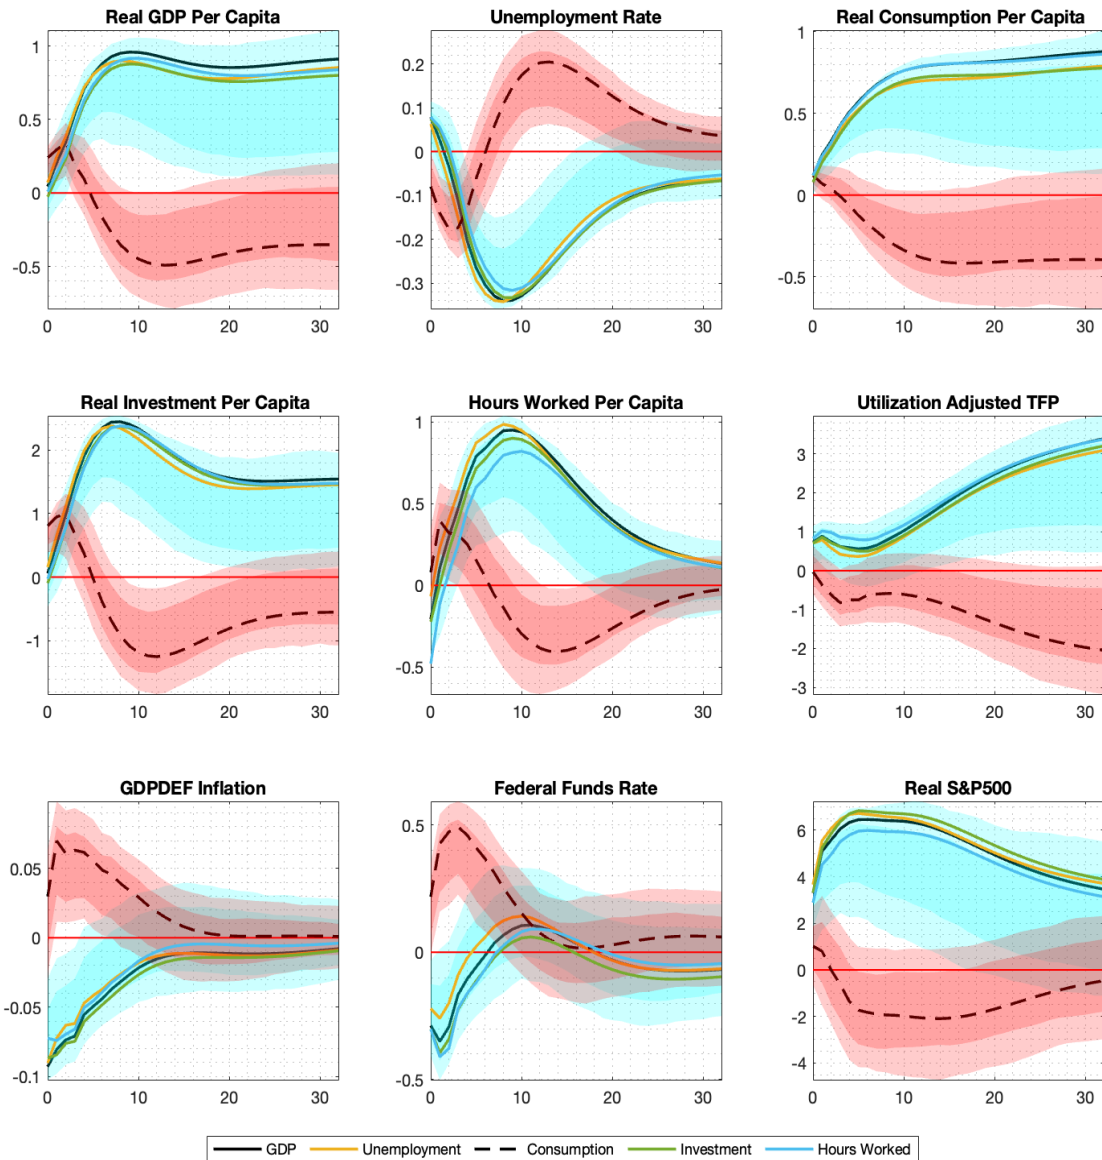 Real GDP Per Capita
1
0.5
0
-0.5
0 10 20 30
Unemployment Rate
0.2
0.1
0
-0.1
-0.2
-0.3
0 10 20 30
Real Consumption Per Capita
1
0.5
0
-0.5
0 10 20 30
Real Investment Per Capita
2
1
0
-1
0 10 20 30
Hours Worked Per Capita
1
0.5
0
-0.5
0 10 20 30
Utilization Adjusted TFP
3
2
1
0
-1
-2
-3
0 10 20 30
GDPDEF Inflation
0.05
0
-0.05
-0.1
0 10 20 30
Federal Funds Rate
0.5
0
-0.5
0 10 20 30
Real S&P500
6
4
2
0
-2
-4
0 10 20 30
GDP Unemployment Consumption Investment Hours Worked